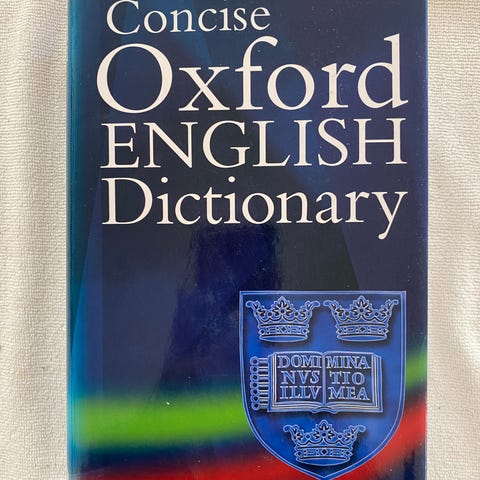 Concise
Oxford
ENGLISH
Dictionary
DOMI MINA
NVS TIO
ILLV MEA